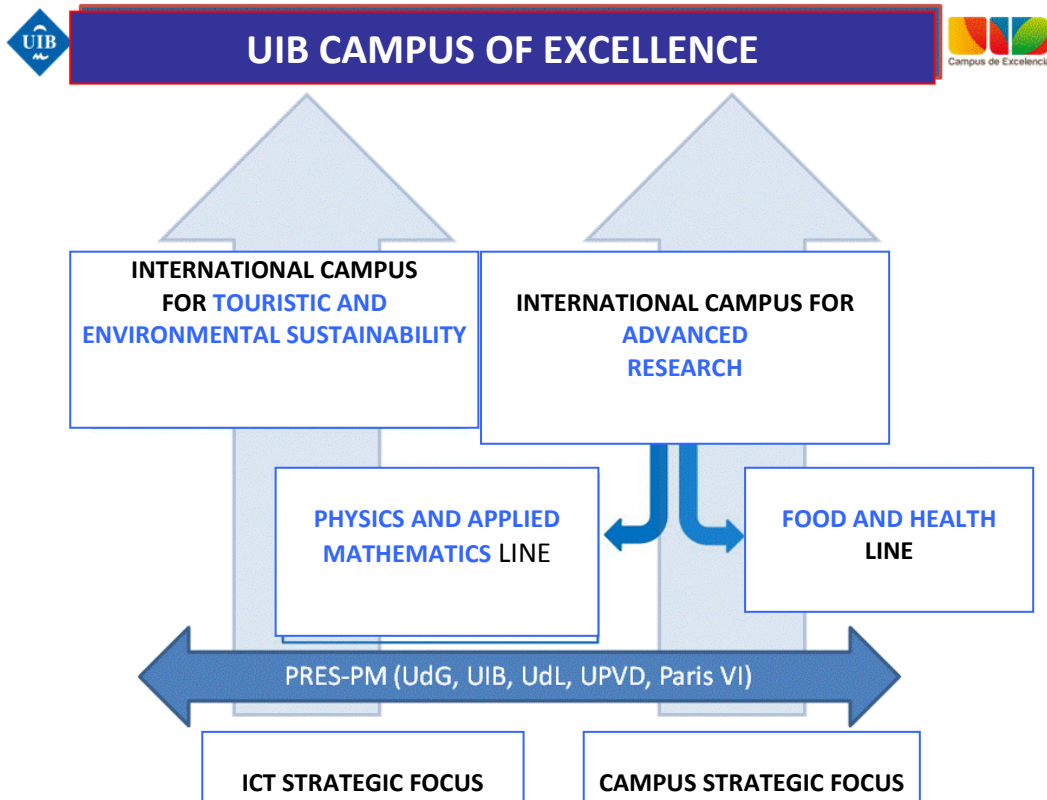 UIB
UIB CAMPUS OF EXCELLENCE
Campus de Excelencia
INTERNATIONAL CAMPUS
FOR TOURISTIC AND
ENVIRONMENTAL SUSTAINABILITY
INTERNATIONAL CAMPUS FOR
ADVANCED
RESEARCH
PHYSICS AND APPLIED
MATHEMATICS LINE
FOOD AND HEALTH
LINE
PRES-PM (UdG, UIB, UdL, UPVD, Paris VI)
ICT STRATEGIC FOCUS
CAMPUS STRATEGIC FOCUS